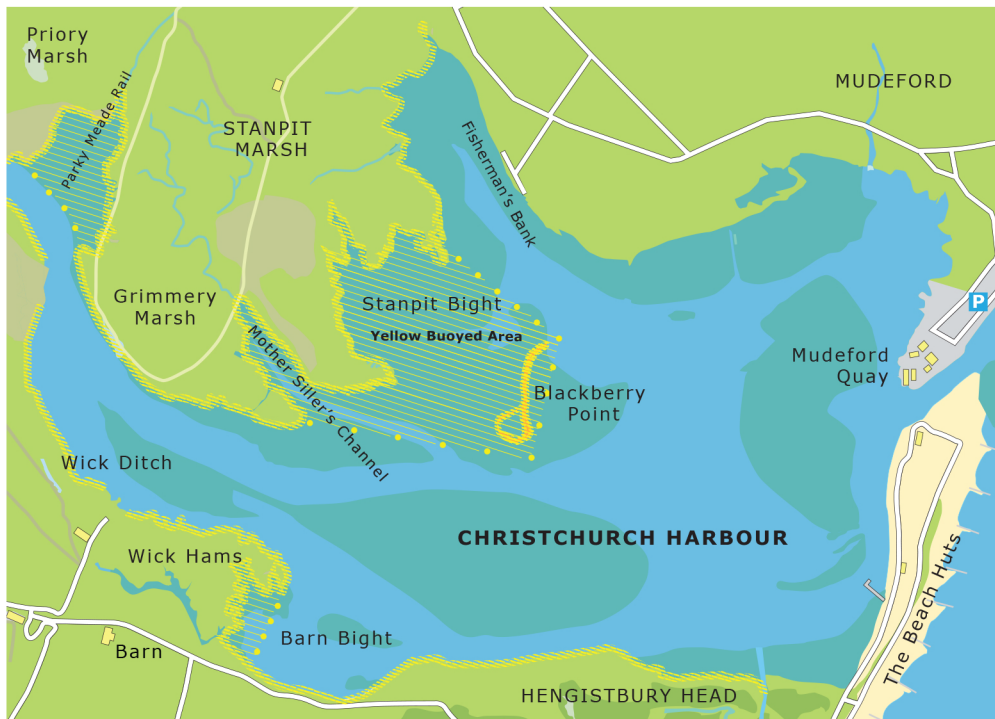 Priory
Marsh
Parky Meade Rail
STANPIT
MARSH
MUDEFORD
Fisherman's Bank
Grimmery
Marsh
Stanpit Bight
Yellow Buoyed Area
P
Mother Siller's Channel
Mudeford
Quay
Blackberry
Point
Wick Ditch
CHRISTCHURCH HARBOUR
Wick Hams
The Beach Huts
Barn Bight
Barn
HENGISTBURY HEAD